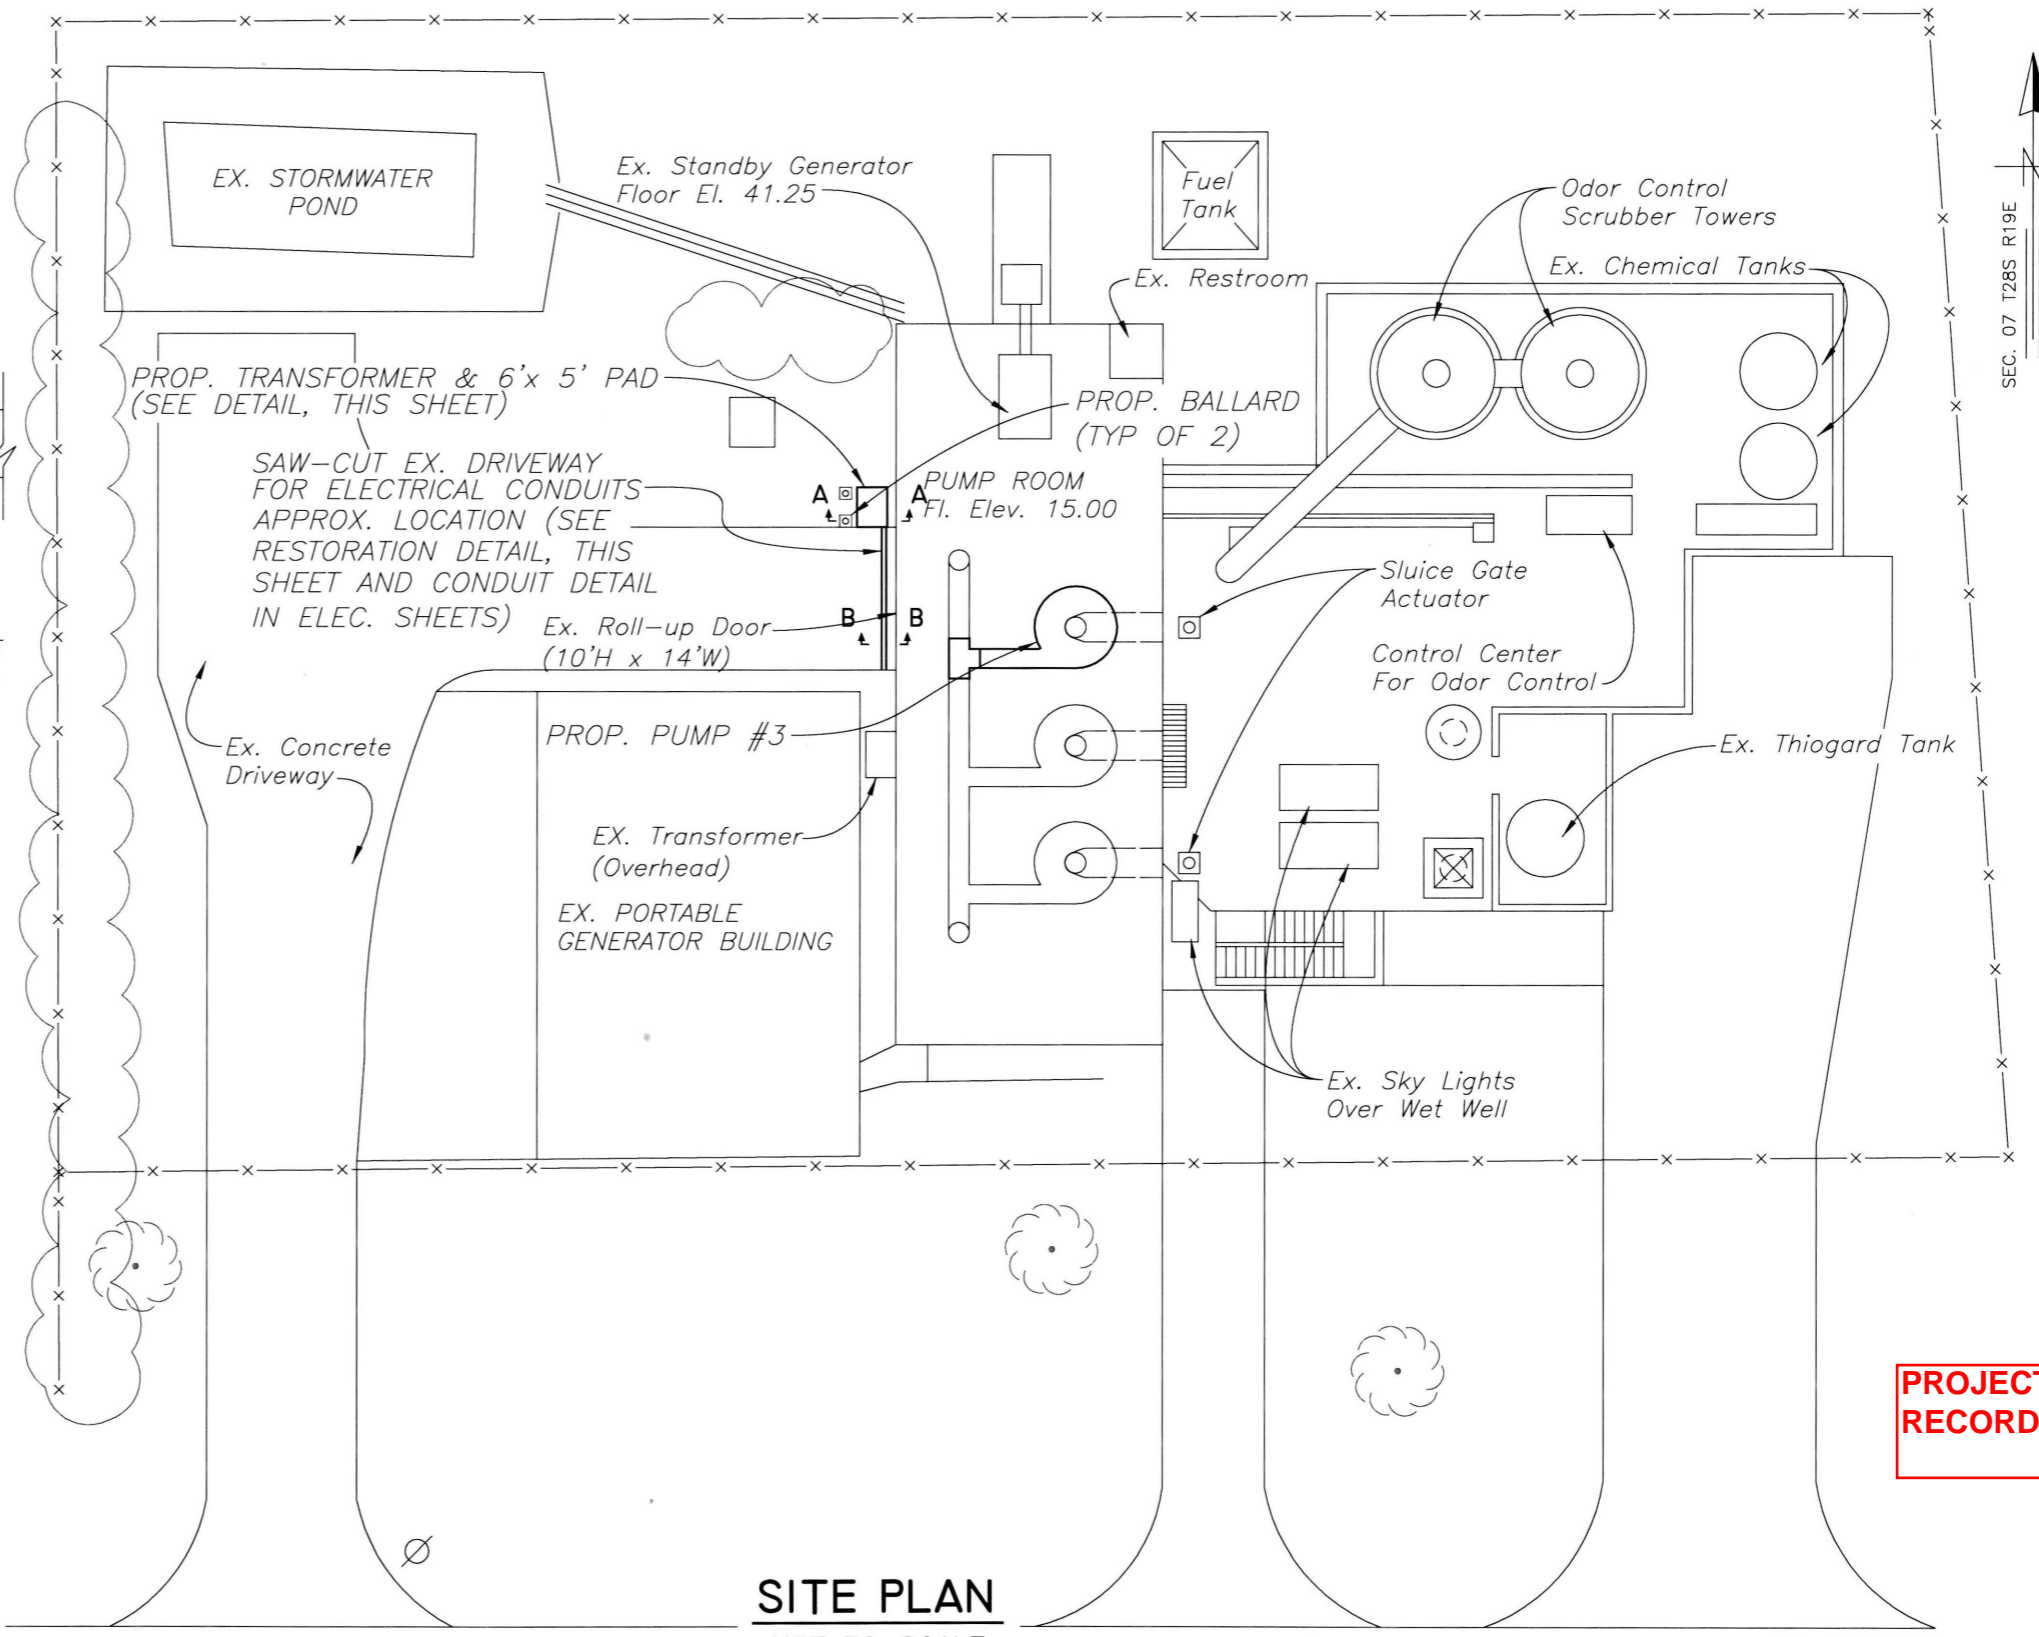 EX. STORMWATER
POND
Ex. Standby Generator
Floor El. 41.25
Fuel
Tank
Odor Control
Scrubber Towers
Ex. Chemical Tanks
Ex. Restroom
SEC. 07 T28S R19E
PROP. TRANSFORMER & 6'x 5' PAD
(SEE DETAIL, THIS SHEET)
PROP. BALLARD
(TYP OF 2)
SAW-CUT EX. DRIVEWAY
FOR ELECTRICAL CONDUITS
APPROX. LOCATION (SEE
RESTORATION DETAIL, THIS
SHEET AND CONDUIT DETAIL
IN ELEC. SHEETS)
A
A
PUMP ROOM
Fl. Elev. 15.00
Ex. Roll-up Door
(10'H x 14'W)
B
B
Sluice Gate
Actuator
Control Center
For Odor Control
PROP. PUMP #3
Ex. Concrete
Driveway
Ex. Thiogard Tank
EX. Transformer
(Overhead)
EX. PORTABLE
GENERATOR BUILDING
Ex. Sky Lights
Over Wet Well
PROJECT
RECORD
SITE PLAN